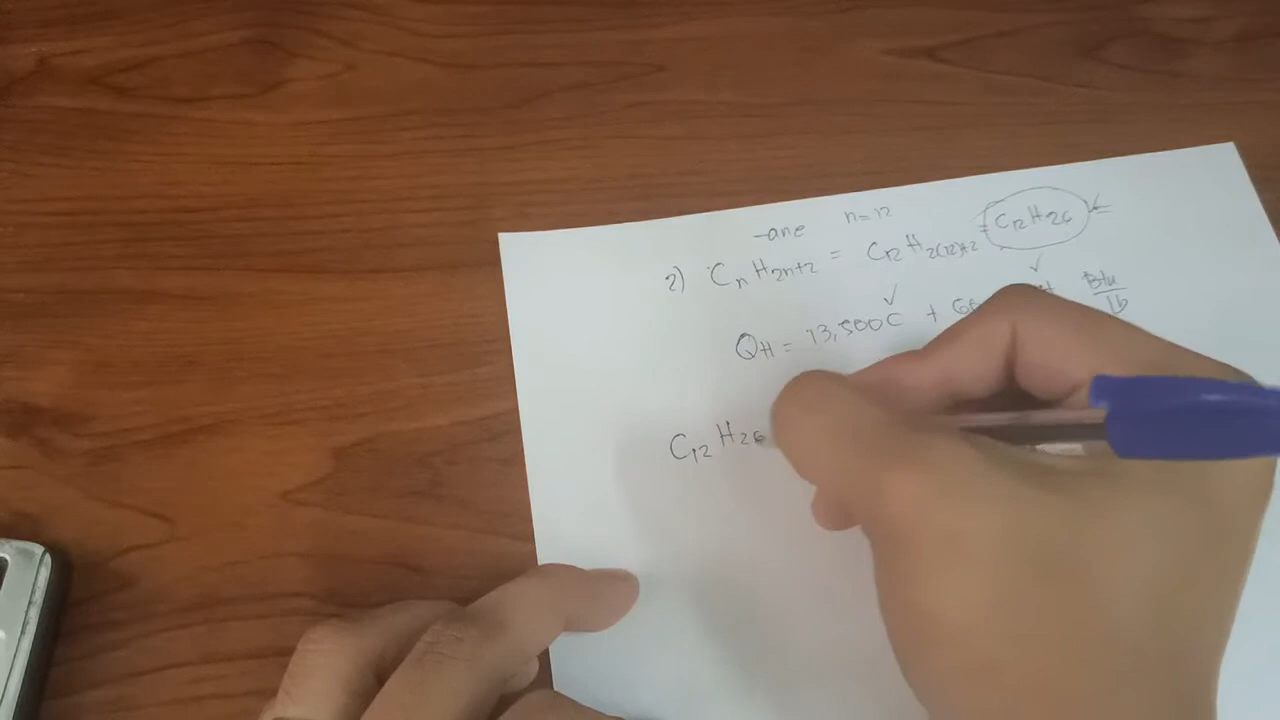 -ane n=12
2) CnH2n+2 = C12H2(12)+2 = C12H26
QH = 13,500C + Btu/lb
C12H26